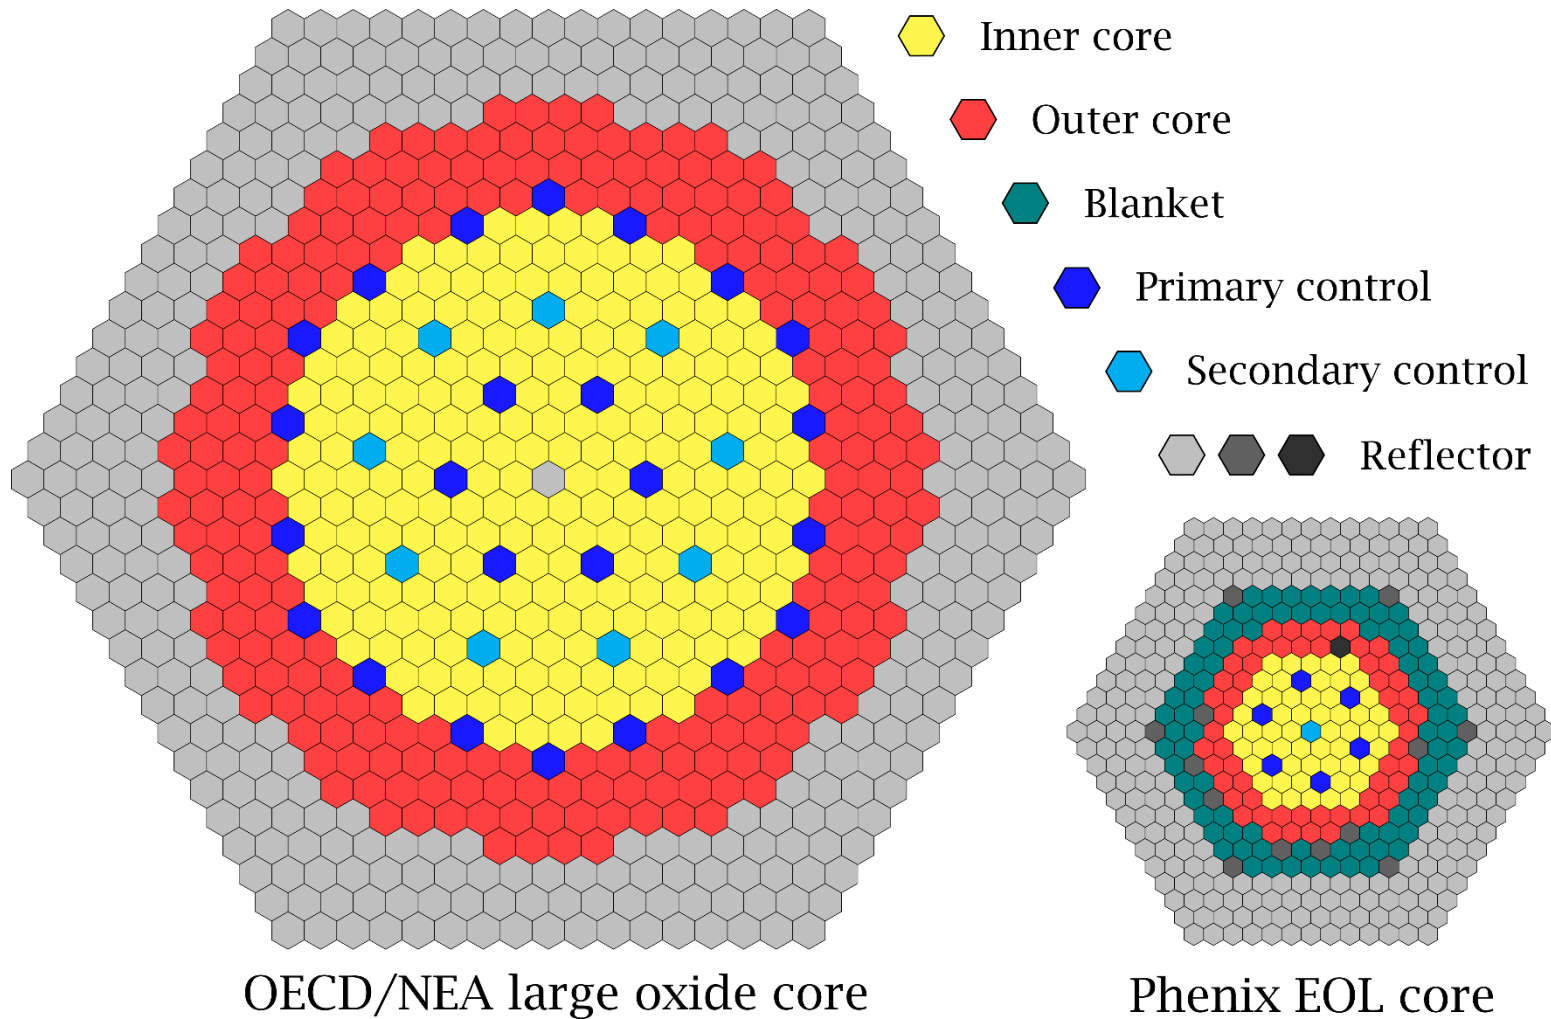 Inner core
Outer core
Blanket
Primary control
Secondary control
Reflector
OECD/NEA large oxide core
Phenix EOL core